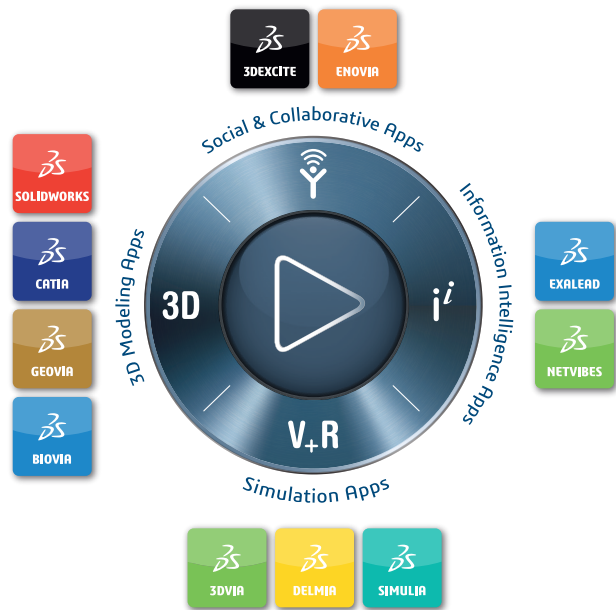 3DEXCITE
ENOVIA
Social & Collaborative Apps
SOLIDWORKS
CATIA
GEOVIA
BIOVIA
3D Modeling Apps
3D
i i
Information Intelligence Apps
EXALEAD
NETVIBES
V+R
Simulation Apps
3DVIA
DELMIA
SIMULIA